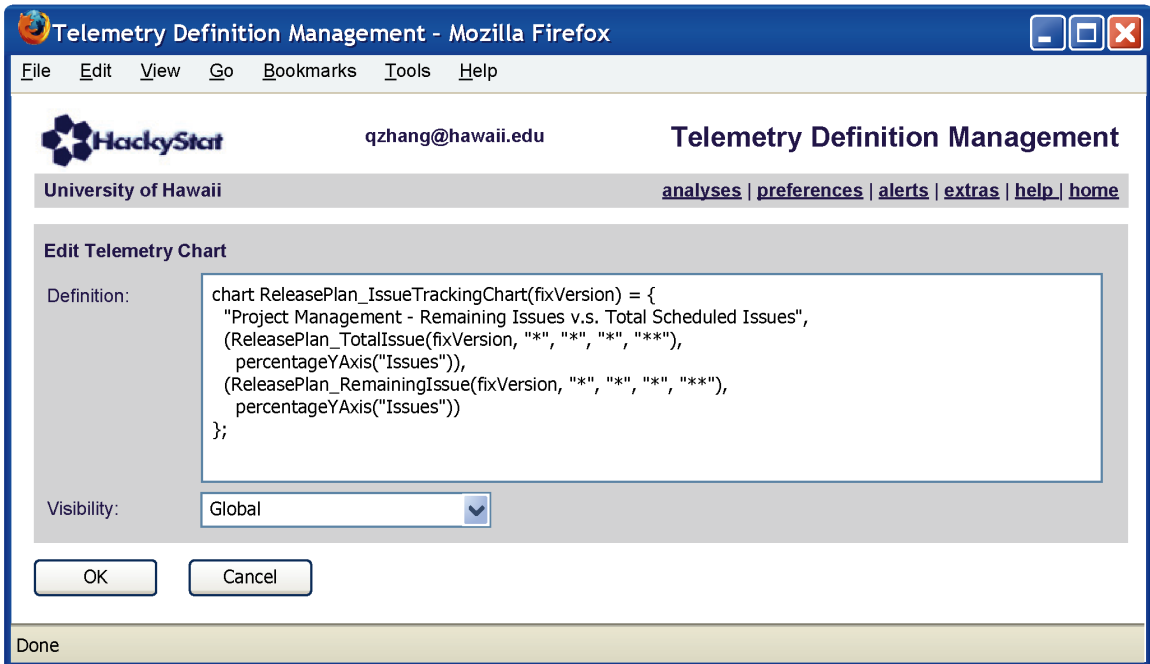 Telemetry Definition Management - Mozilla Firefox
File Edit View Go Bookmarks Tools Help
HackyStat qzhang@hawaii.edu Telemetry Definition Management
University of Hawaii analyses | preferences | alerts | extras | help | home
Edit Telemetry Chart
Definition:
chart ReleasePlan_IssueTrackingChart(fixVersion) = {
"Project Management - Remaining Issues v.s. Total Scheduled Issues",
(ReleasePlan_TotalIssue(fixVersion, "*", "*", "*", "**"),
percentageYAxis("Issues")),
(ReleasePlan_RemainingIssue(fixVersion, "*", "*", "*", "**"),
percentageYAxis("Issues"))
};
Visibility: Global
OK Cancel
Done